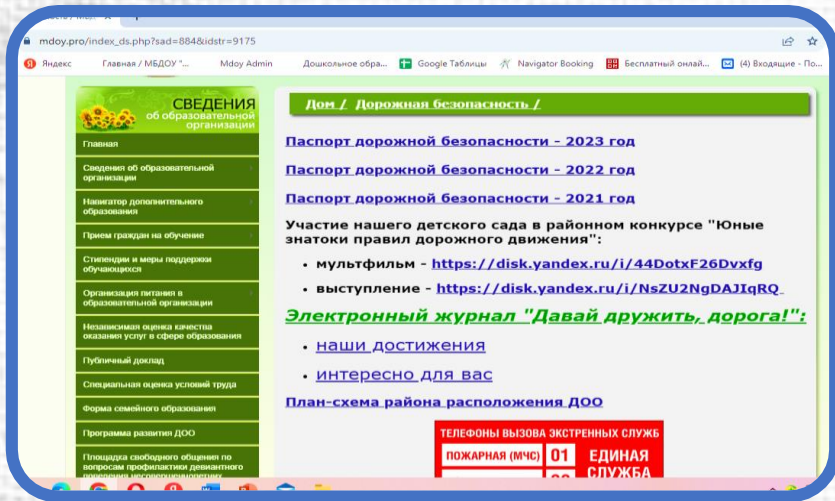 mdoy.pro/index_ds.php?sad=884&idstr=9175
Яндекс Главная / МБДОУ "... Mdoy Admin Дошкольное обра... Google Таблицы Navigator Booking Бесплатный онлай... (4) Входящие - По...
СВЕДЕНИЯ
об образовательной
организации
Главная
Сведения об образовательной
организации
Навигатор дополнительного
образования
Прием граждан на обучение
Стипендии и меры поддержки
обучающихся
Организация питания в
образовательной организации
Независимая оценка качества
оказания услуг в сфере образования
Публичный доклад
Специальная оценка условий труда
Форма семейного образования
Программа развития ДОО
Площадка свободного общения по
вопросам профилактики девиантного
Дом / Дорожная безопасность /
Паспорт дорожной безопасности - 2023 год
Паспорт дорожной безопасности - 2022 год
Паспорт дорожной безопасности - 2021 год
Участие нашего детского сада в районном конкурсе "Юные
знатоки правил дорожного движения":
• мультфильм - https://disk.yandex.ru/i/44DotxF26Dvxfg
• выступление - https://disk.yandex.ru/i/NsZU2NgDAJIqRQ
Электронный журнал "Давай дружить, дорога!":
• наши достижения
• интересно для вас
План-схема района расположения ДОО
ТЕЛЕФОНЫ В�ызОВА ЭКСТРЕННЫХ СЛУЖБ
ПОЖАРНАЯ (МЧС) 01 ЕДИНАЯ
СЛУЖБА